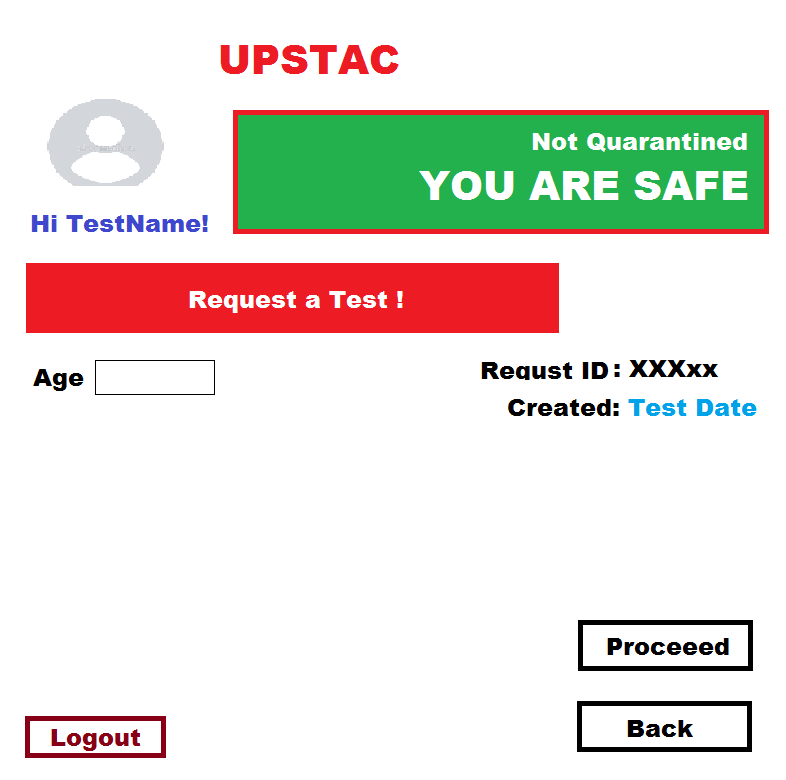 UPSTAC
Not Quarantined
YOU ARE SAFE
Hi TestName!
Request a Test !
Age
Requst ID: XXXxx
Created: Test Date
Proceeed
Back
Logout